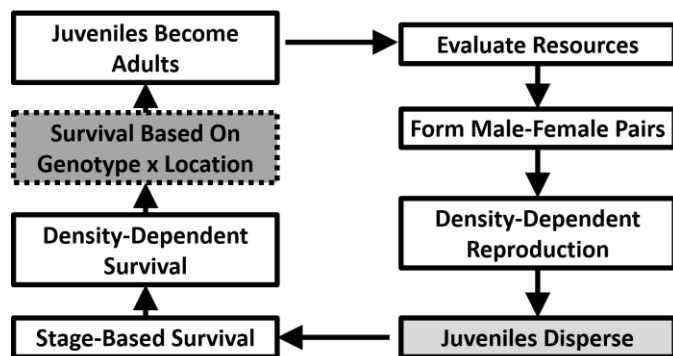 Juveniles Become
Adults
Evaluate Resources
Survival Based On
Genotype x Location
Form Male-Female Pairs
Density-Dependent
Survival
Density-Dependent
Reproduction
Stage-Based Survival
Juveniles Disperse